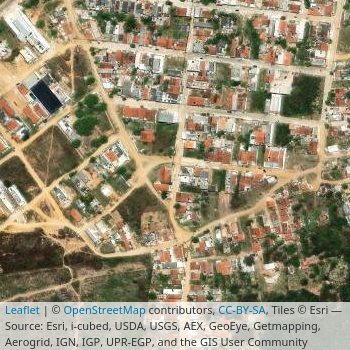 Leaflet | © OpenStreetMap contributors, CC-BY-SA, Tiles © Esri —
Source: Esri, i-cubed, USDA, USGS, AEX, GeoEye, Getmapping,
Aerogrid, IGN, IGP, UPR-EGP, and the GIS User Community